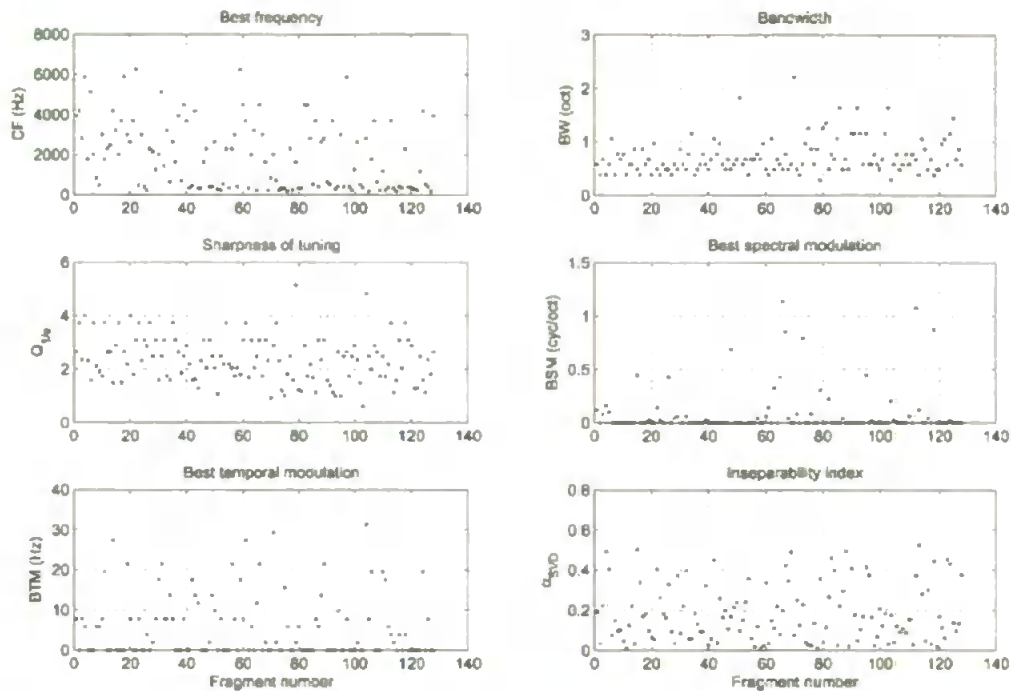 Best frequency
8000
6000
4000
2000
0
CF (Hz)
0 20 40 60 80 100 120 140
Bandwidth
3
2
1
0
BW (oct)
0 20 40 60 80 100 120 140
Sharpness of tuning
6
4
2
0
Q1/e
0 20 40 60 80 100 120 140
Best spectral modulation
1.5
1
0.5
0
BSM (cyc/oct)
0 20 40 60 80 100 120 140
Best temporal modulation
40
30
20
10
0
BTM (Hz)
0 20 40 60 80 100 120 140
Fragment number
Inseparability index
0.8
0.6
0.4
0.2
0
αSVD
0 20 40 60 80 100 120 140
Fragment number